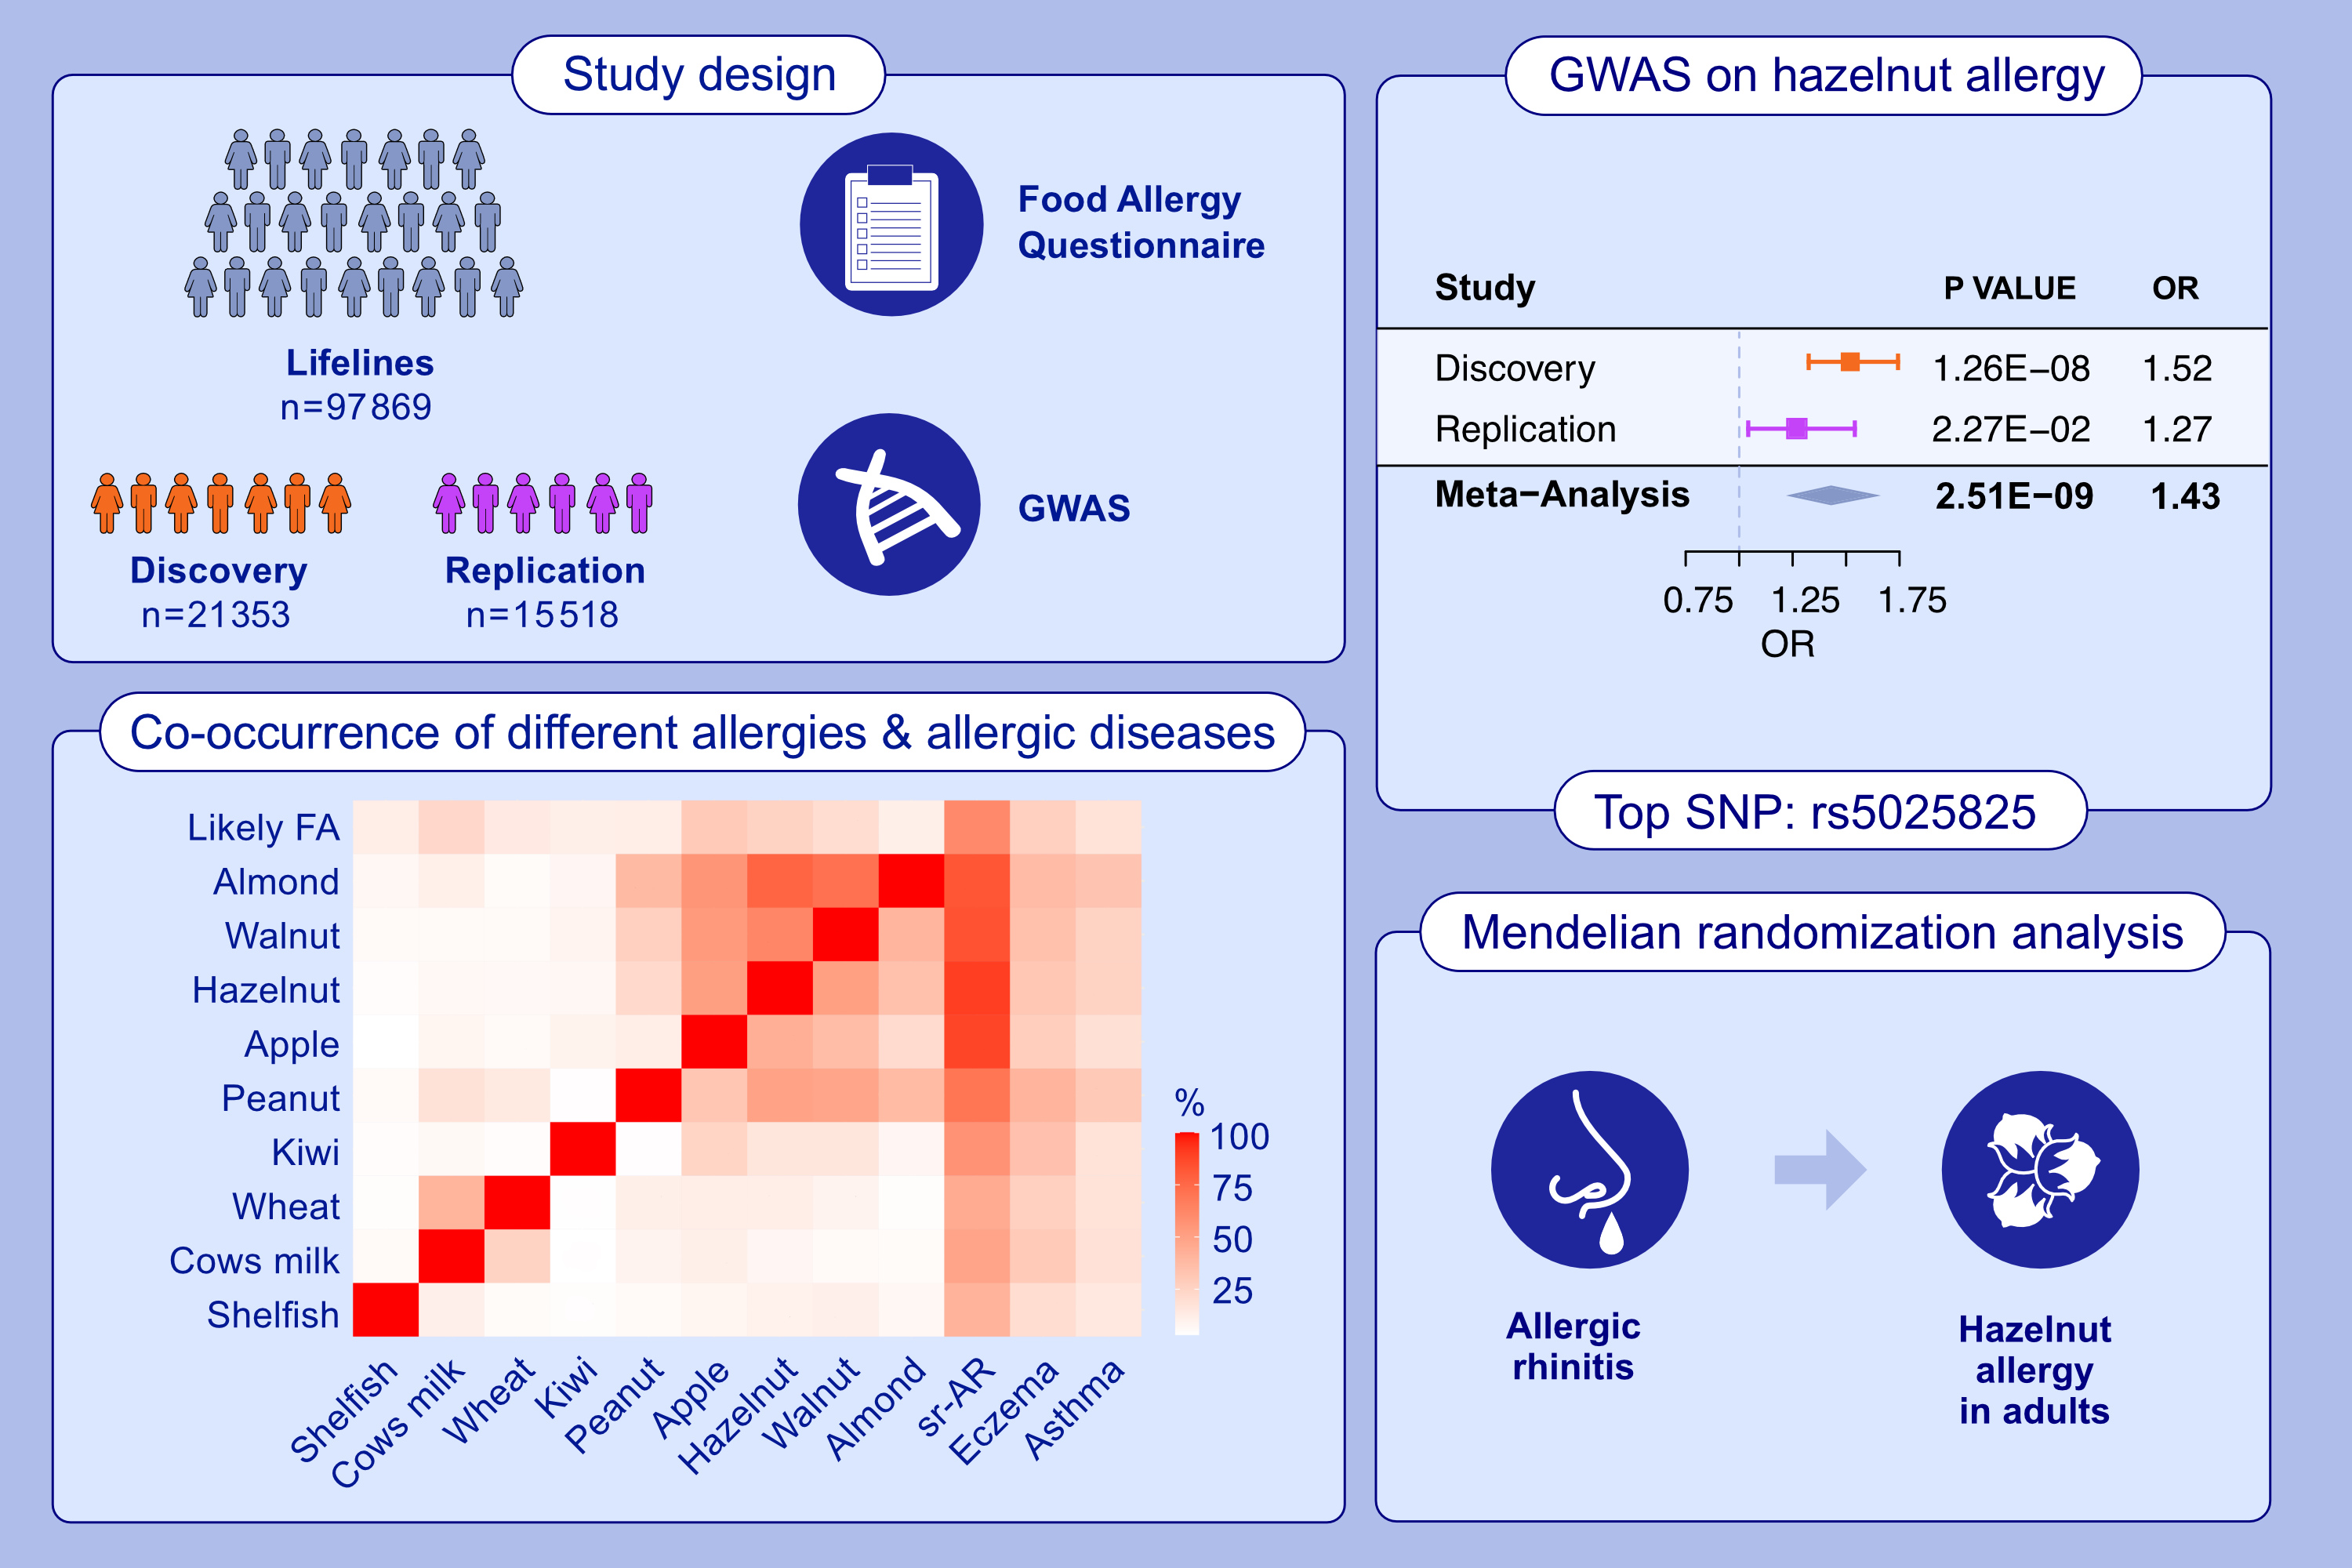 Study design
Food Allergy
Questionnaire
Lifelines
n=97869
GWAS
Discovery
n=21353
Replication
n=15518
GWAS on hazelnut allergy
Study P VALUE OR
Discovery 1.26E−08 1.52
Replication 2.27E−02 1.27
Meta−Analysis 2.51E−09 1.43
0.75 1.25 1.75
OR
Top SNP: rs5025825
Co-occurrence of different allergies & allergic diseases
Likely FA
Almond
Walnut
Hazelnut
Apple
Peanut
Kiwi
Wheat
Cows milk
Shelfish
Shelfish
Cows milk
Wheat
Kiwi
Peanut
Apple
Hazelnut
Walnut
Almond
sr-AR
Eczema
Asthma
%
100
75
50
25
Mendelian randomization analysis
Allergic
rhinitis
Hazelnut
allergy
in adults